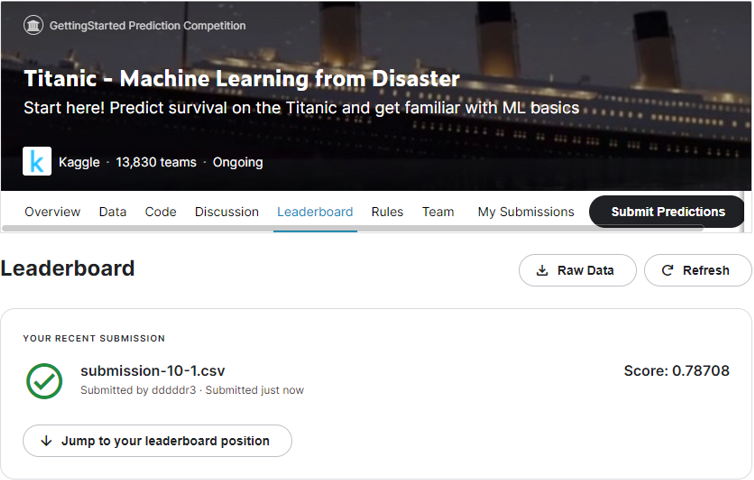 GettingStarted Prediction Competition
Titanic - Machine Learning from Disaster
Start here! Predict survival on the Titanic and get familiar with ML basics
k Kaggle · 13,830 teams · Ongoing
Overview Data Code Discussion Leaderboard Rules Team My Submissions Submit Predictions
Leaderboard Raw Data Refresh
YOUR RECENT SUBMISSION
submission-10-1.csv Score: 0.78708
Submitted by dddddr3 · Submitted just now
Jump to your leaderboard position